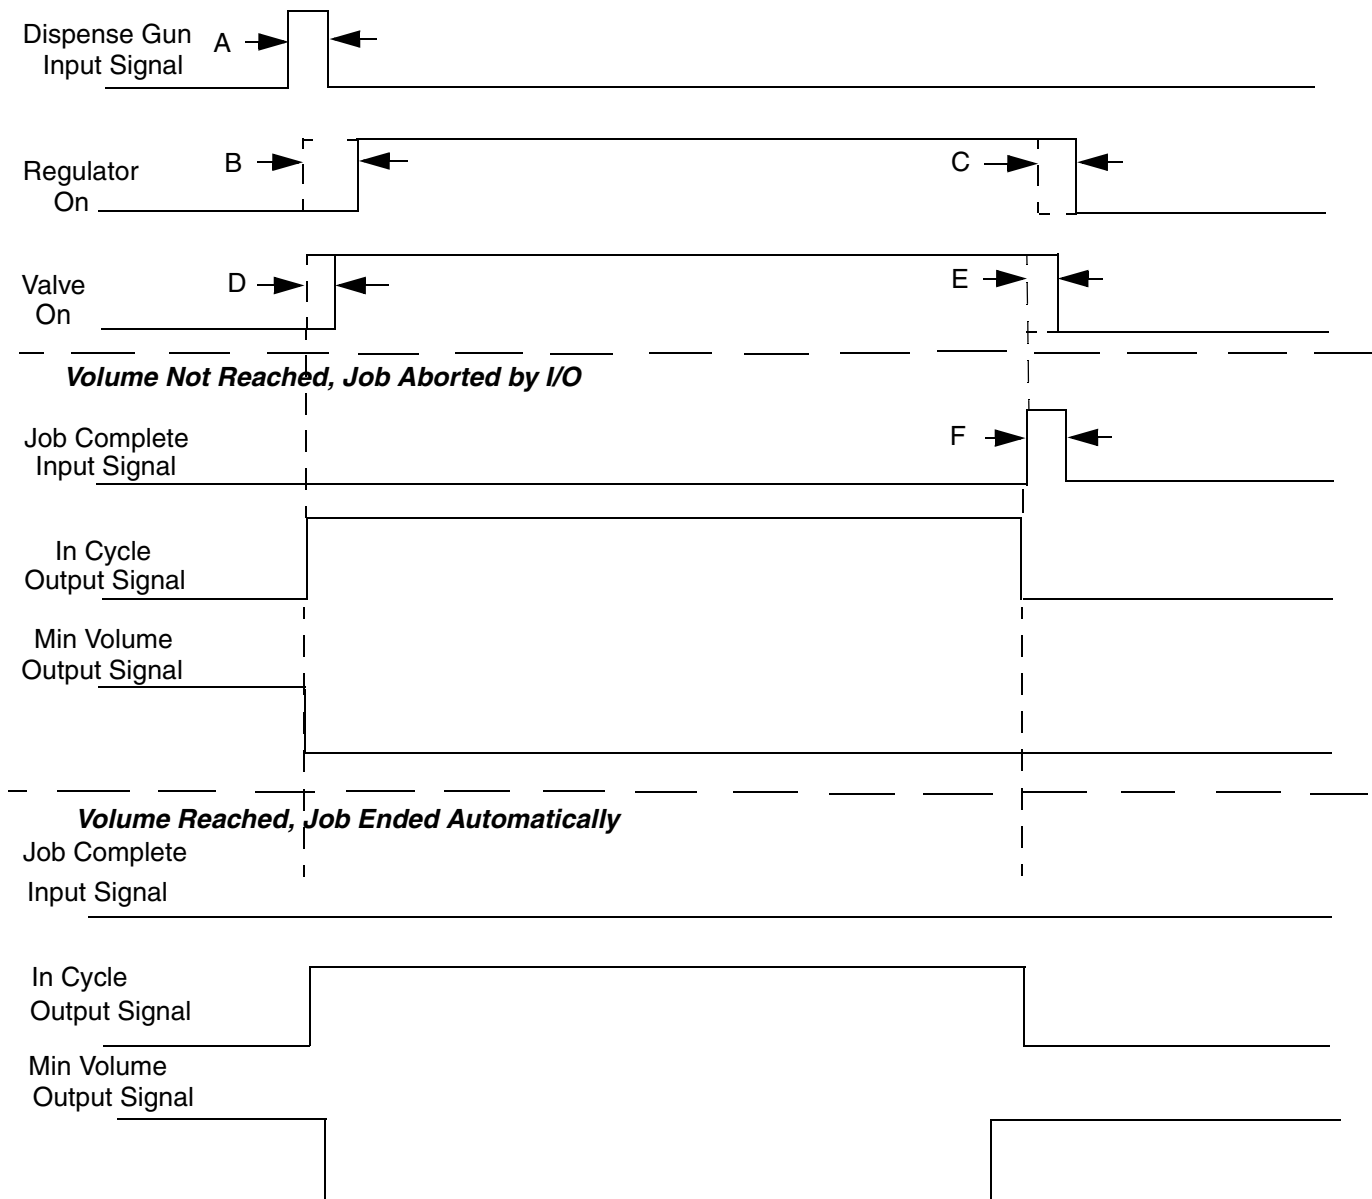 Dispense Gun
Input Signal
A
Regulator
On
B
C
Valve
On
D
E
Volume Not Reached, Job Aborted by I/O
Job Complete
Input Signal
F
In Cycle
Output Signal
Min Volume
Output Signal
Volume Reached, Job Ended Automatically
Job Complete
Input Signal
In Cycle
Output Signal
Min Volume
Output Signal